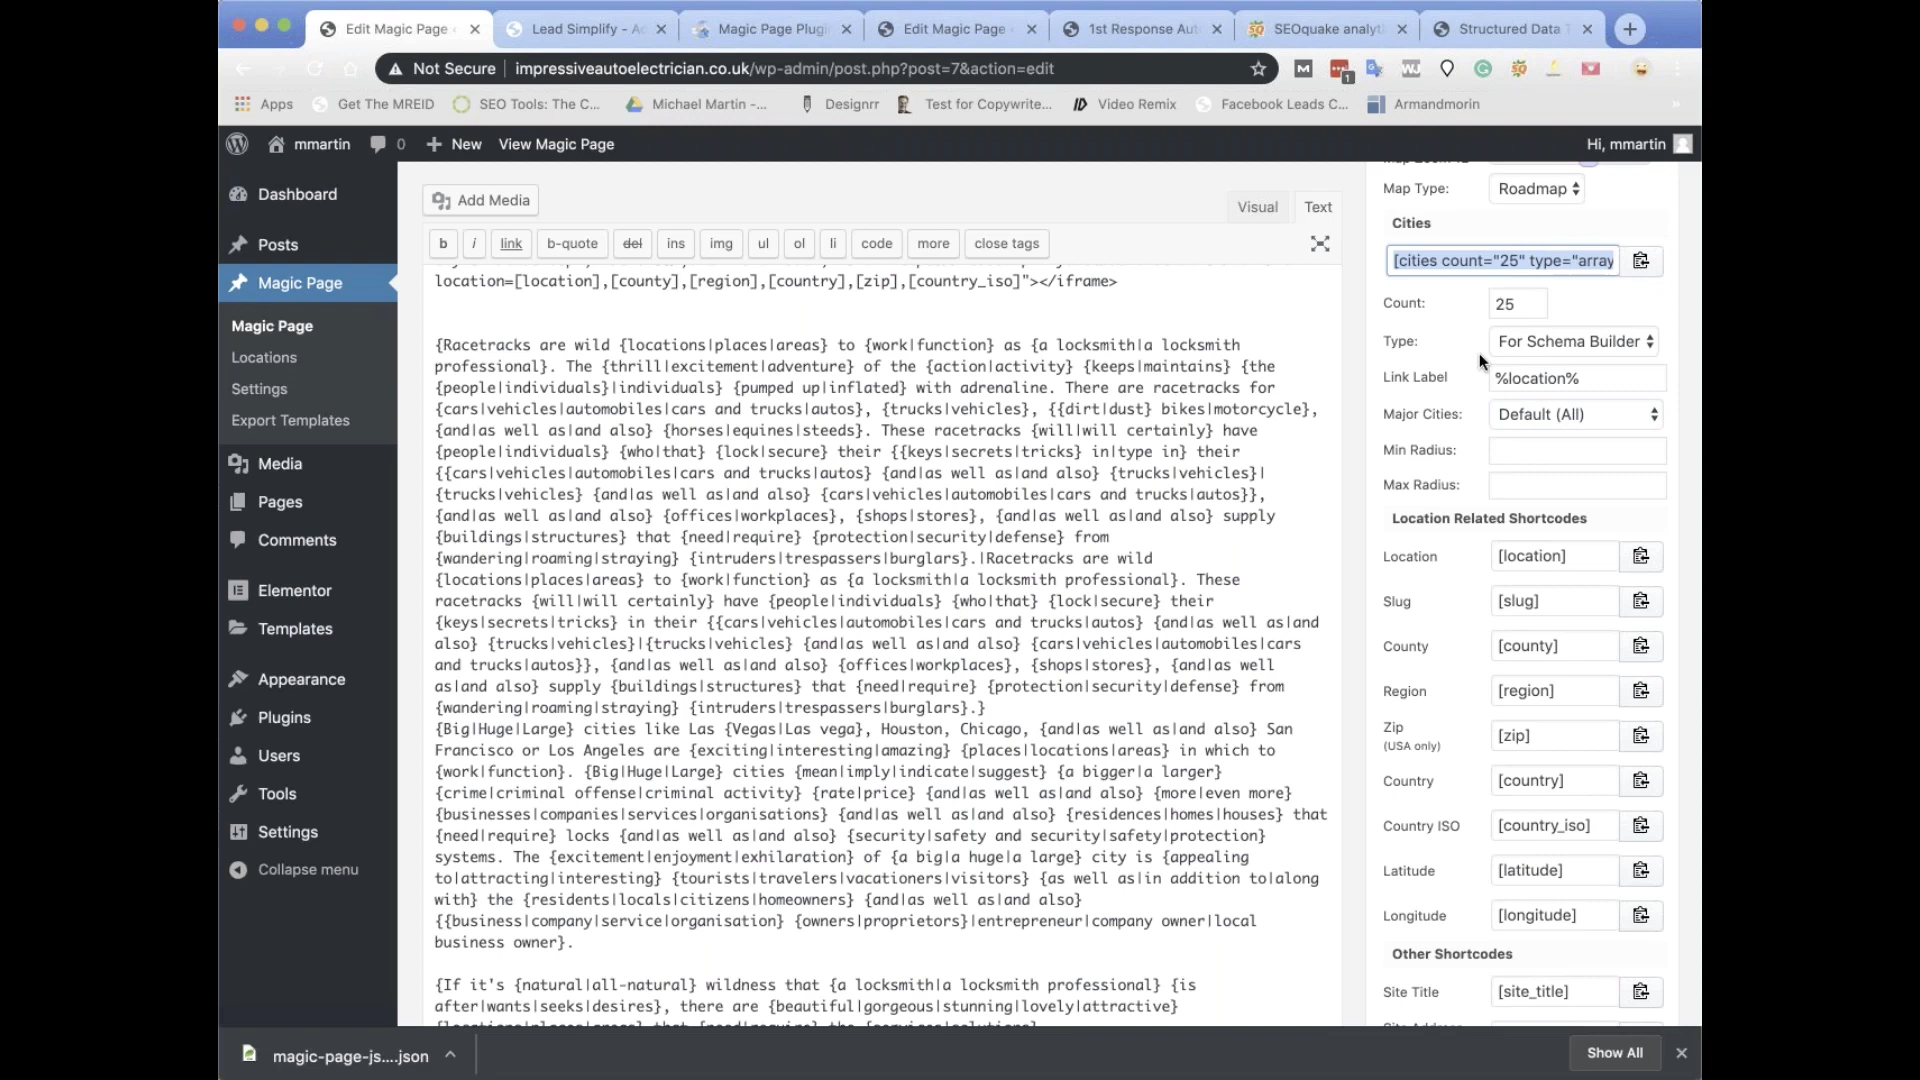 Edit Magic Page
Lead Simplify - Ad
Magic Page Plugi
Edit Magic Page
1st Response Aut
SEOquake analyti
Structured Data T
Not Secure
impressiveautoelectrician.co.uk/wp-admin/post.php?post=7&action=edit
Apps
Get The MREID
SEO Tools: The C...
Michael Martin -...
Designrr
Test for Copywrite...
Video Remix
Facebook Leads C...
Armandmorin
mmartin
0
New
View Magic Page
Hi, mmartin
Dashboard
Posts
Magic Page
Magic Page
Locations
Settings
Export Templates
Media
Pages
Comments
Elementor
Templates
Appearance
Plugins
Users
Tools
Settings
Collapse menu
Add Media
Visual
Text
b
i
link
b-quote
del
ins
img
ul
ol
li
code
more
close tags
location=[location],[county],[region],[country],[zip],[country_iso]"></iframe>
{Racetracks are wild {locations|places|areas} to {work|function} as {a locksmith|a locksmith
professional}. The {thrill|excitement|adventure} of the {action|activity} {keeps|maintains} {the
{people|individuals}|individuals} {pumped up|inflated} with adrenaline. There are racetracks for
{cars|vehicles|automobiles|cars and trucks|autos}, {trucks|vehicles}, {{dirt|dust} bikes|motorcycle},
{and|as well as|and also} {horses|equines|steeds}. These racetracks {will|will certainly} have
{people|individuals} {who|that} {lock|secure} their {{keys|secrets|tricks} in|type in} their
{{cars|vehicles|automobiles|cars and trucks|autos} {and|as well as|and also} {trucks|vehicles}|
{trucks|vehicles} {and|as well as|and also} {cars|vehicles|automobiles|cars and trucks|autos}},
{and|as well as|and also} {offices|workplaces}, {shops|stores}, {and|as well as|and also} supply
{buildings|structures} that {need|require} {protection|security|defense} from
{wandering|roaming|straying} {intruders|trespassers|burglars}.|Racetracks are wild
{locations|places|areas} to {work|function} as {a locksmith|a locksmith professional}. These
racetracks {will|will certainly} have {people|individuals} {who|that} {lock|secure} their
{keys|secrets|tricks} in their {{cars|vehicles|automobiles|cars and trucks|autos} {and|as well as|and
also} {trucks|vehicles}|{trucks|vehicles} {and|as well as|and also} {cars|vehicles|automobiles|cars
and trucks|autos}}, {and|as well as|and also} {offices|workplaces}, {shops|stores}, {and|as well
as|and also} supply {buildings|structures} that {need|require} {protection|security|defense} from
{wandering|roaming|straying} {intruders|trespassers|burglars}.}
{Big|Huge|Large} cities like Las {Vegas|Las vega}, Houston, Chicago, {and|as well as|and also} San
Francisco or Los Angeles are {exciting|interesting|amazing} {places|locations|areas} in which to
{work|function}. {Big|Huge|Large} cities {mean|imply|indicate|suggest} {a bigger|a larger}
{crime|criminal offense|criminal activity} {rate|price} {and|as well as|and also} {more|even more}
{businesses|companies|services|organisations} {and|as well as|and also} {residences|homes|houses} that
{need|require} locks {and|as well as|and also} {security|safety and security|safety|protection}
systems. The {excitement|enjoyment|exhilaration} of {a big|a huge|a large} city is {appealing
to|attracting|interesting} {tourists|travelers|vacationers|visitors} {as well as|in addition to|along
with} the {residents|locals|citizens|homeowners} {and|as well as|and also}
{{business|company|service|organisation} {owners|proprietors}|entrepreneur|company owner|local
business owner}.
{If it's {natural|all-natural} wildness that {a locksmith|a locksmith professional} {is
after|wants|seeks|desires}, there are {beautiful|gorgeous|stunning|lovely|attractive}
Map Type:
Roadmap
Cities
[cities count="25" type="array
Count:
25
Type:
For Schema Builder
Link Label
%location%
Major Cities:
Default (All)
Min Radius:
Max Radius:
Location Related Shortcodes
Location
[location]
Slug
[slug]
County
[county]
Region
[region]
Zip
(USA only)
[zip]
Country
[country]
Country ISO
[country_iso]
Latitude
[latitude]
Longitude
[longitude]
Other Shortcodes
Site Title
[site_title]
magic-page-js....json
Show All